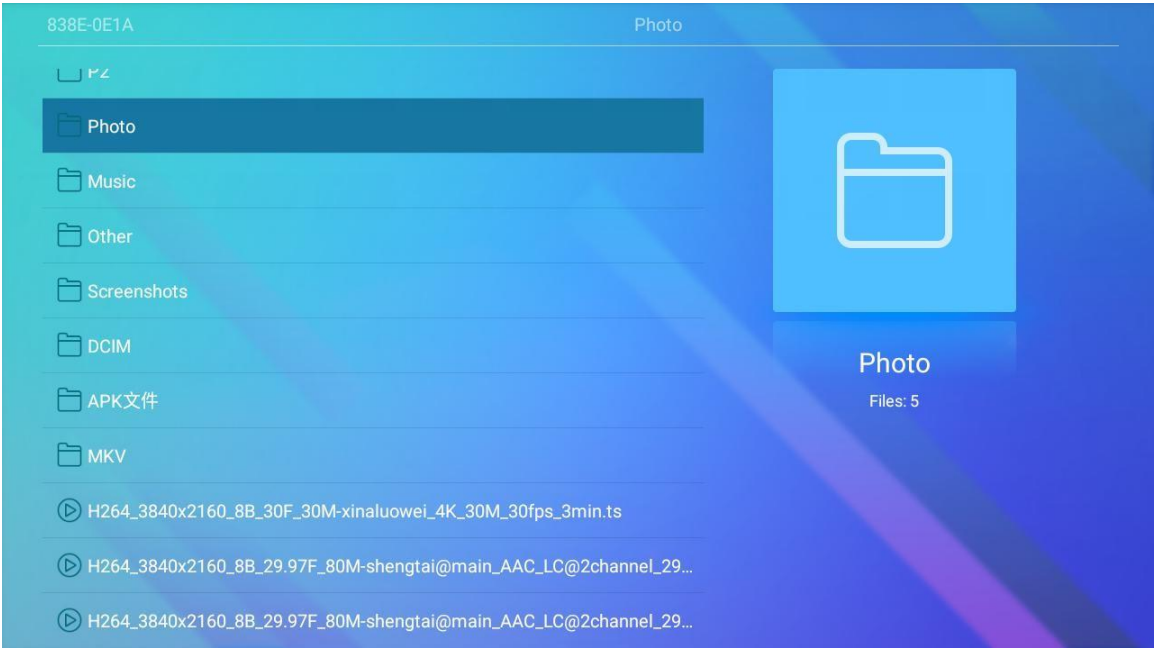 838E-0E1A
Photo
PZ
Photo
Music
Other
Screenshots
DCIM
APK文件
MKV
H264_3840x2160_8B_30F_30M-xinaluowei_4K_30M_30fps_3min.ts
H264_3840x2160_8B_29.97F_80M-shengtai@main_AAC_LC@2channel_29...
H264_3840x2160_8B_29.97F_80M-shengtai@main_AAC_LC@2channel_29...
Photo
Files: 5